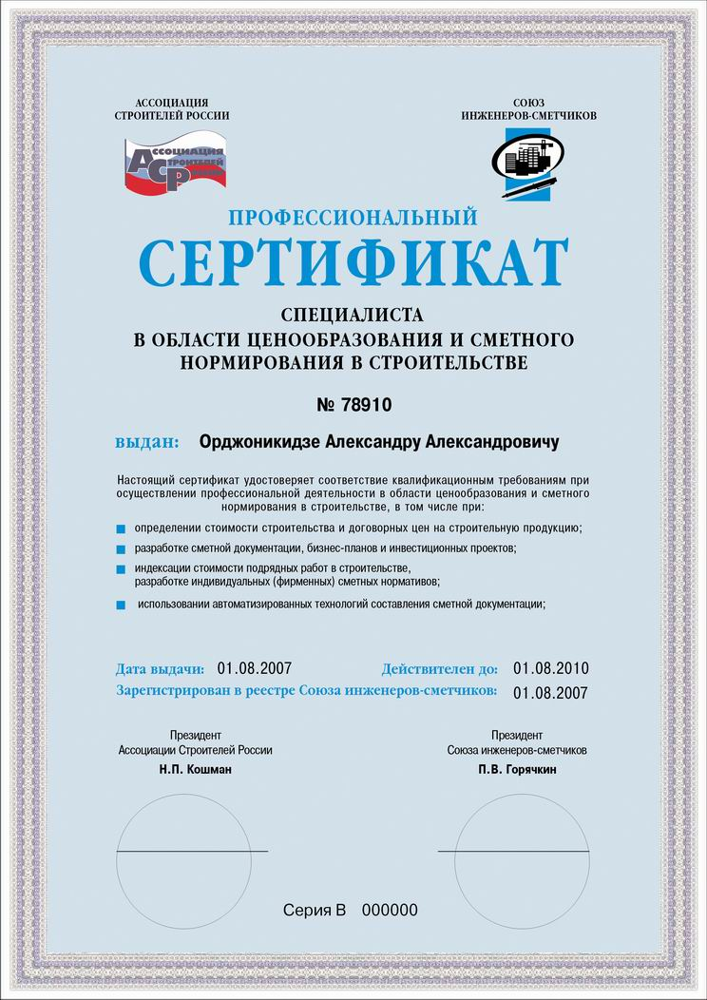 АССОЦИАЦИЯ
СТРОИТЕЛЕЙ РОССИИ
СОЮЗ
ИНЖЕНЕРОВ-СМЕТЧИКОВ
АССОЦИАЦИЯ
СТРОИТЕЛЕЙ
РОССИИ
ПРОФЕССИОНАЛЬНЫЙ
СЕРТИФИКАТ
СПЕЦИАЛИСТА
В ОБЛАСТИ ЦЕНООБРАЗОВАНИЯ И СМЕТНОГО
НОРМИРОВАНИЯ В СТРОИТЕЛЬСТВЕ
№ 78910
выдан: Орджоникидзе Александру Александровичу
Настоящий сертификат удостоверяет соответствие квалификационным требованиям при
осуществлении профессиональной деятельности в области ценообразования и сметного
нормирования в строительстве, в том числе при:
определении стоимости строительства и договорных цен на строительную продукцию;
разработке сметной документации, бизнес-планов и инвестиционных проектов;
индексации стоимости подрядных работ в строительстве,
разработке индивидуальных (фирменных) сметных нормативов;
использовании автоматизированных технологий составления сметной документации;
Дата выдачи: 01.08.2007 Действителен до: 01.08.2010
Зарегистрирован в реестре Союза инженеров-сметчиков: 01.08.2007
Президент
Ассоциации Строителей России
Н.П. Кошман
Президент
Союза инженеров-сметчиков
П.В. Горячкин
Серия В 000000